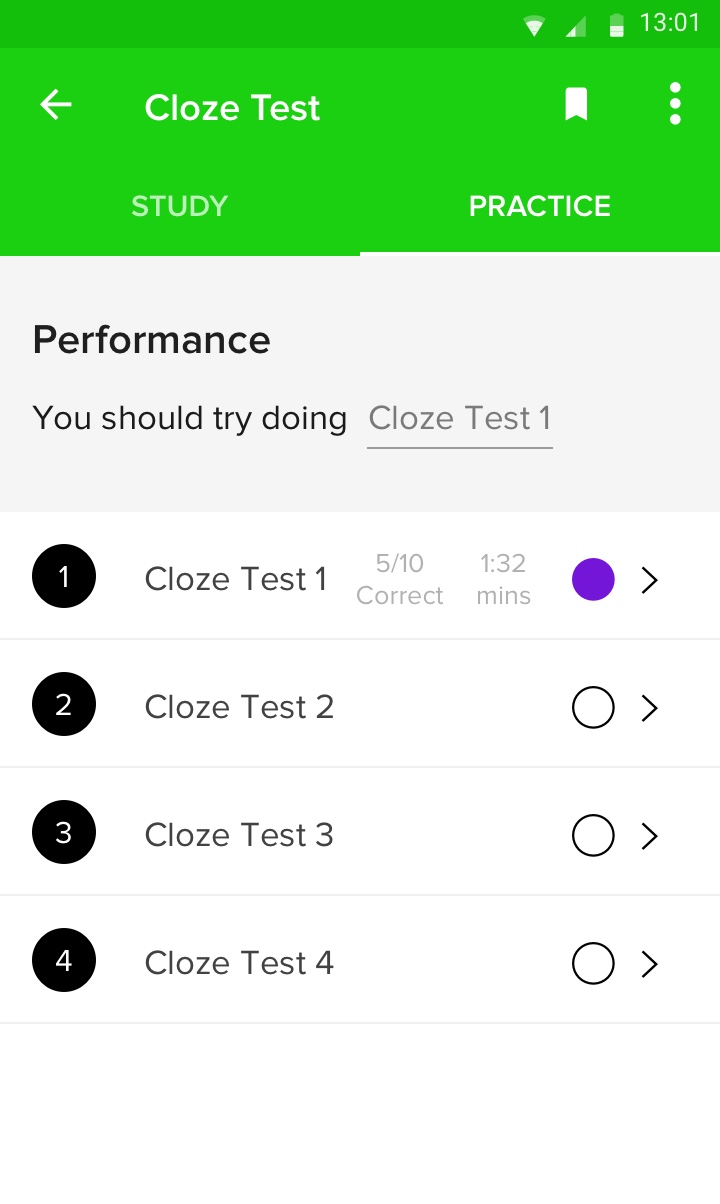 13:01
Cloze Test
STUDY PRACTICE
Performance
You should try doing Cloze Test 1
1 Cloze Test 1 5/10 Correct 1:32 mins
2 Cloze Test 2
3 Cloze Test 3
4 Cloze Test 4